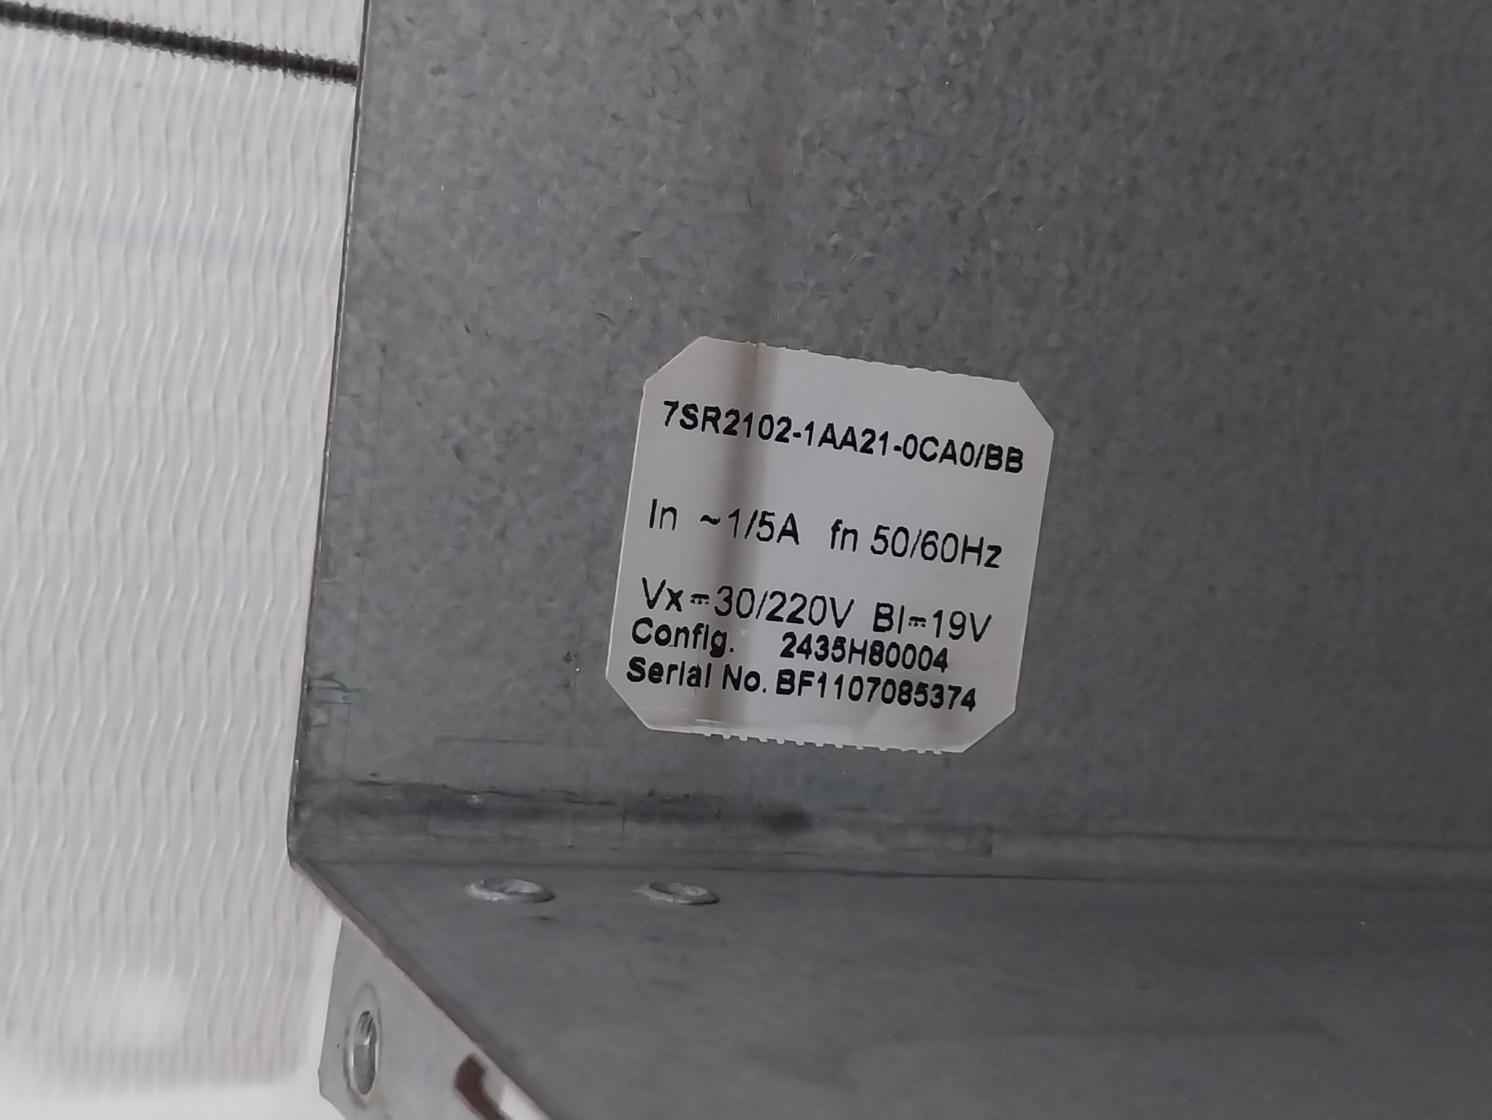 7SR2102-1AA21-0CA0/BB
In ~1/5A fn 50/60Hz
Vx⎓30/220V BI⎓19V
Config. 2435H80004
Serial No. BF1107085374